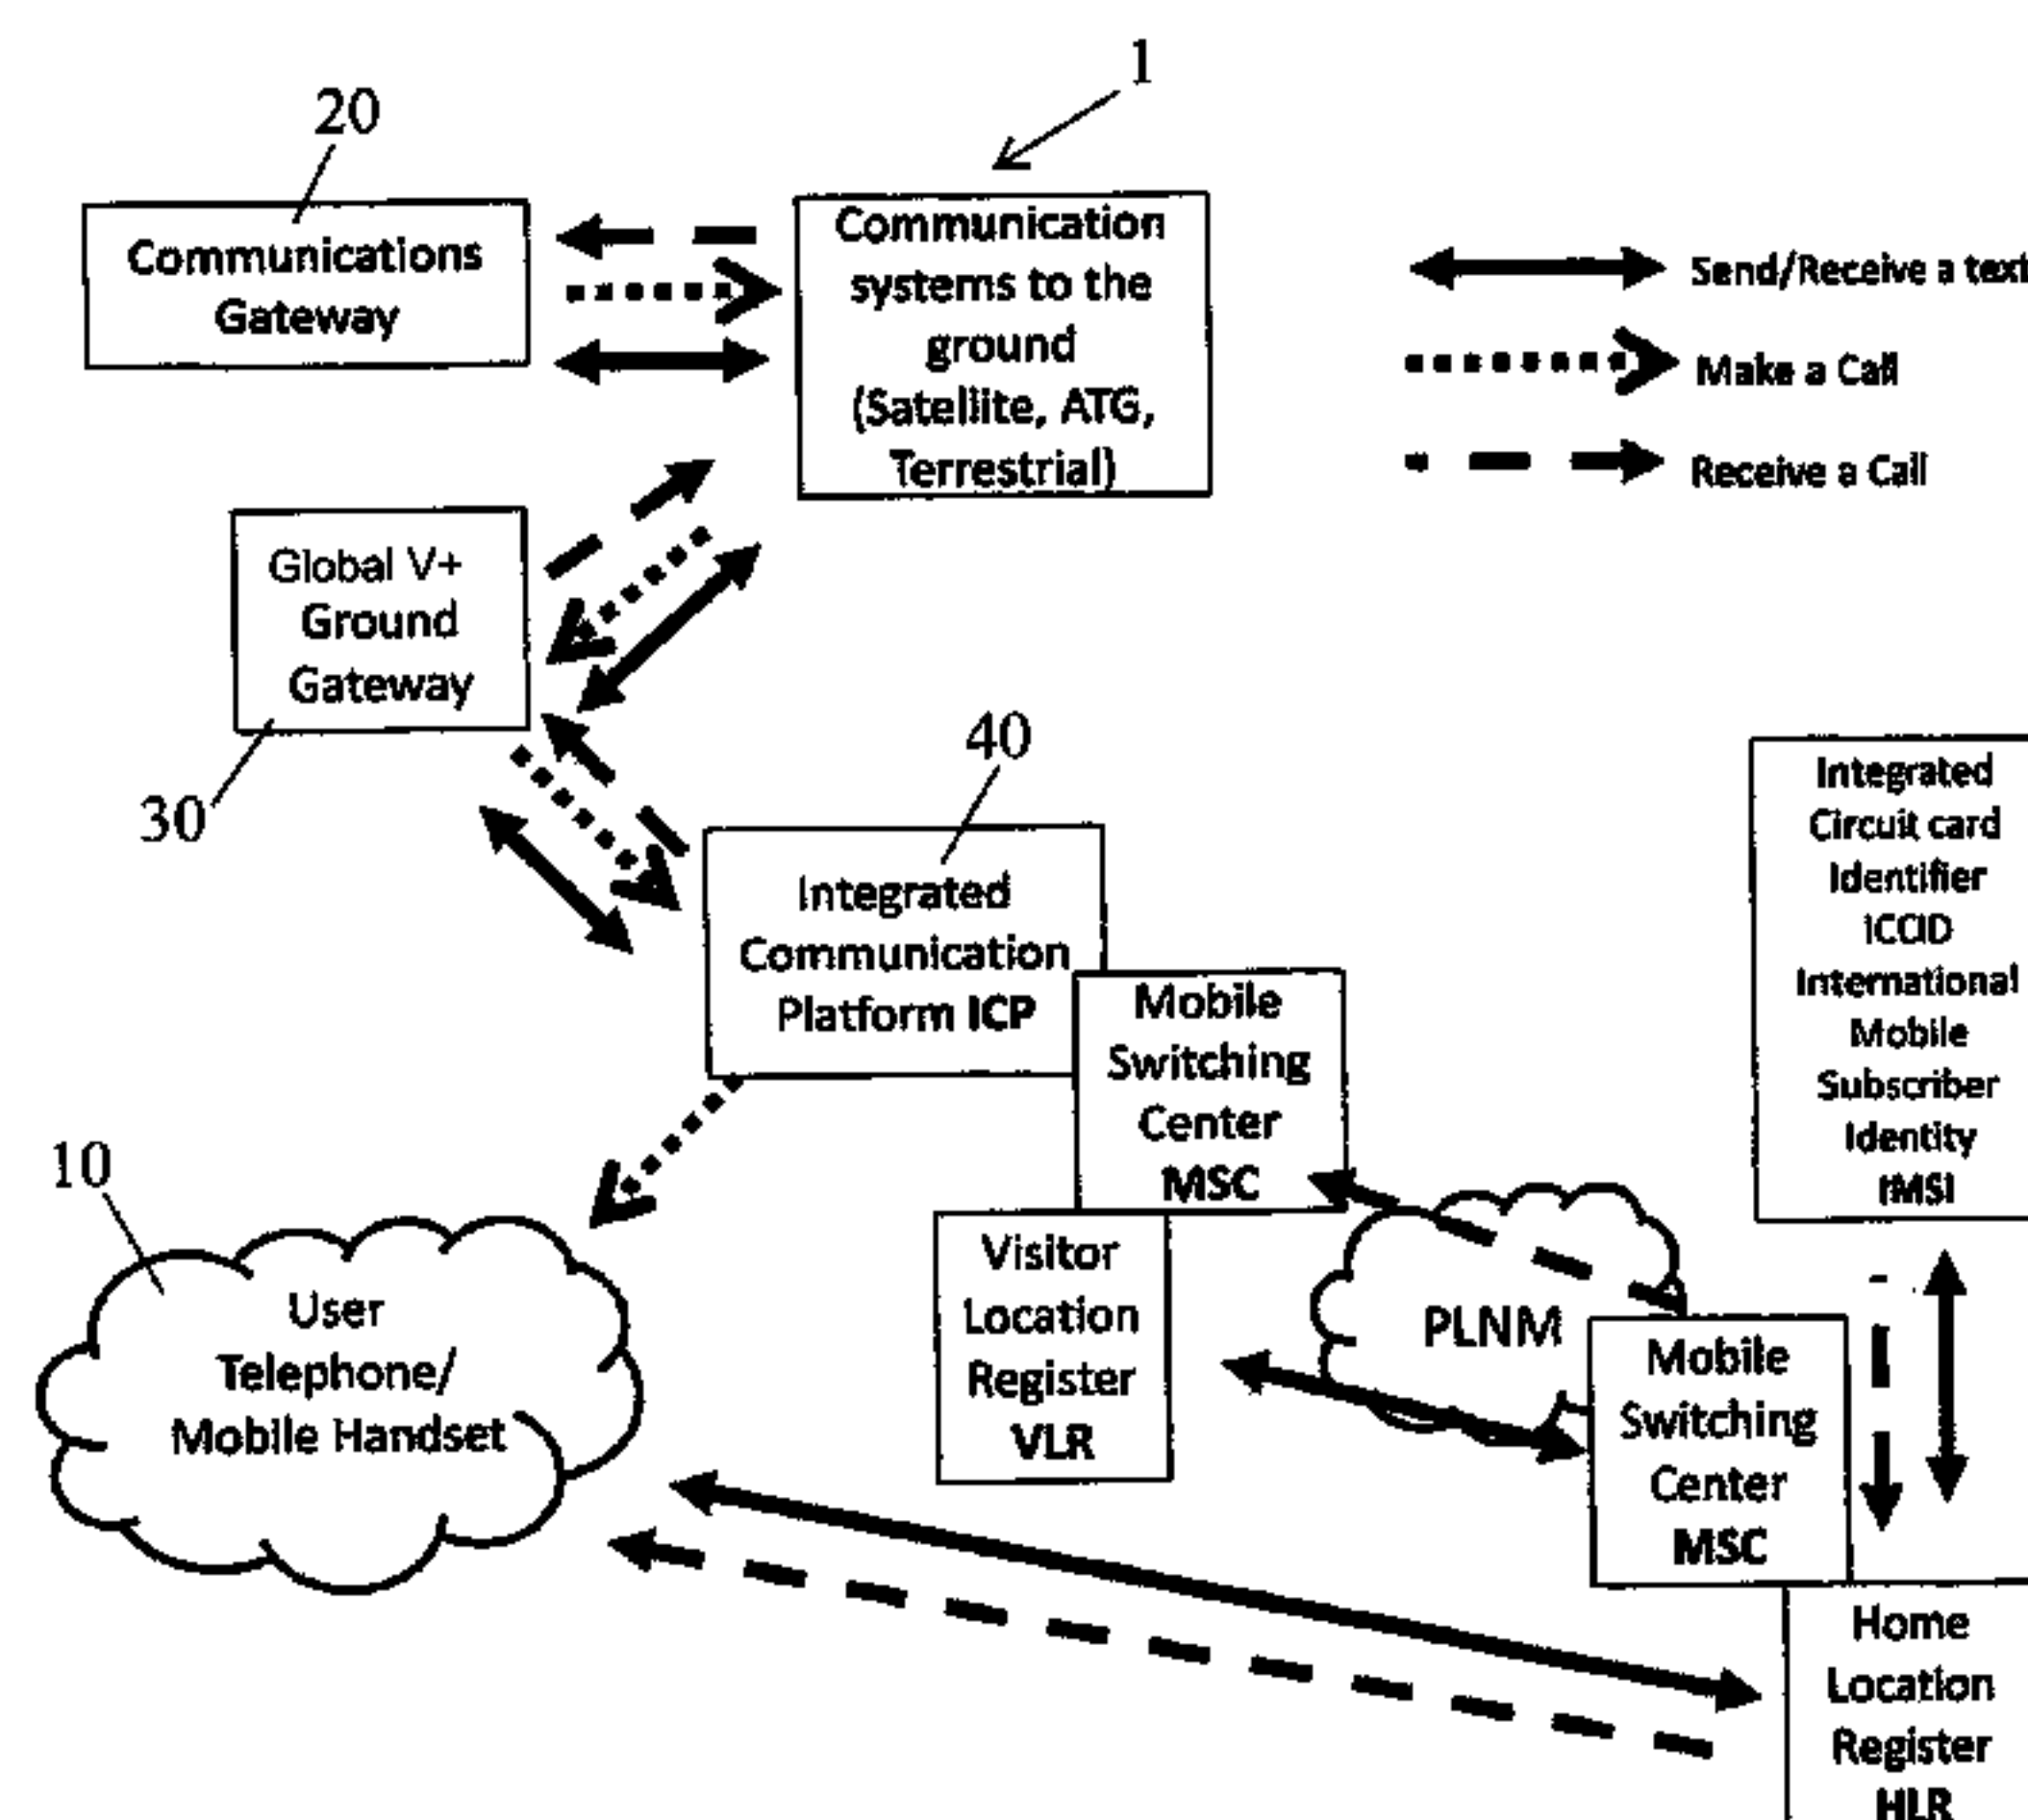 1
20
Communications
Gateway
Communication
systems to the
ground
(Satellite, ATG,
Terrestrial)
Send/Receive a text
Make a Call
Receive a Call
Global V+
Ground
Gateway
30
40
Integrated
Communication
Platform ICP
Mobile
Switching
Center
MSC
Integrated
Circuit card
Identifier
ICCID
International
Mobile
Subscriber
Identity
IMSI
10
User
Telephone/
Mobile Handset
Visitor
Location
Register
VLR
PLNM
Mobile
Switching
Center
MSC
Home
Location
Register
HLR